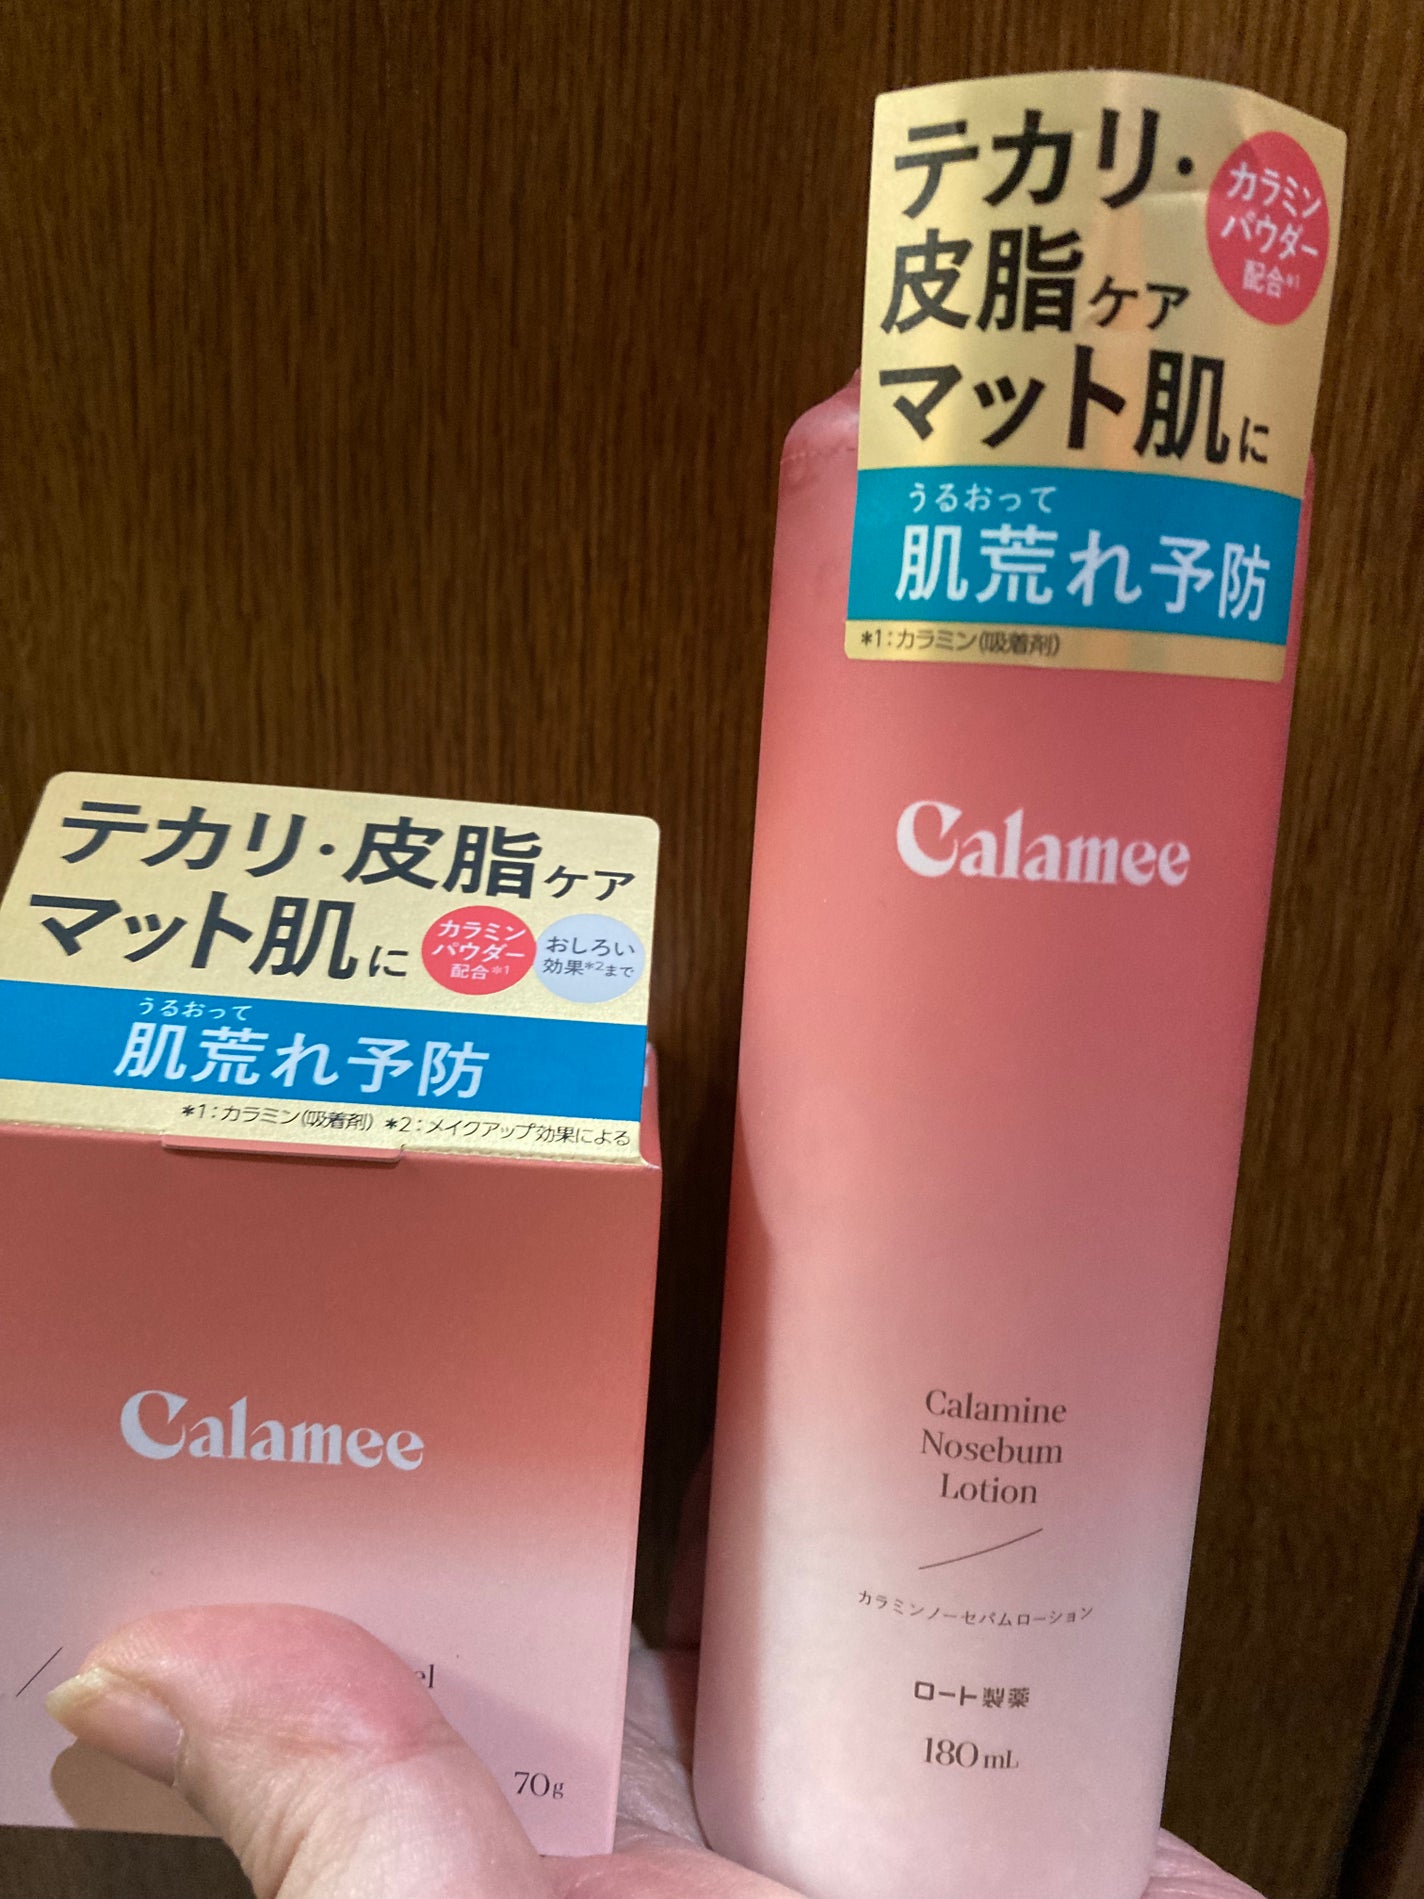 テカリ・皮脂ケア
マット肌に
カラミン
パウダー
配合*1
おしろい
効果*2まで
うるおって
肌荒れ予防
*1：カラミン(吸着剤) *2：メイクアップ効果による
Calamee
70g
テカリ・
皮脂ケア
マット肌に
カラミン
パウダー
配合*1
うるおって
肌荒れ予防
*1：カラミン(吸着剤)
Calamee
Calamine
Nosebum
Lotion
カラミンノーセバムローション
ロート製薬
180mL